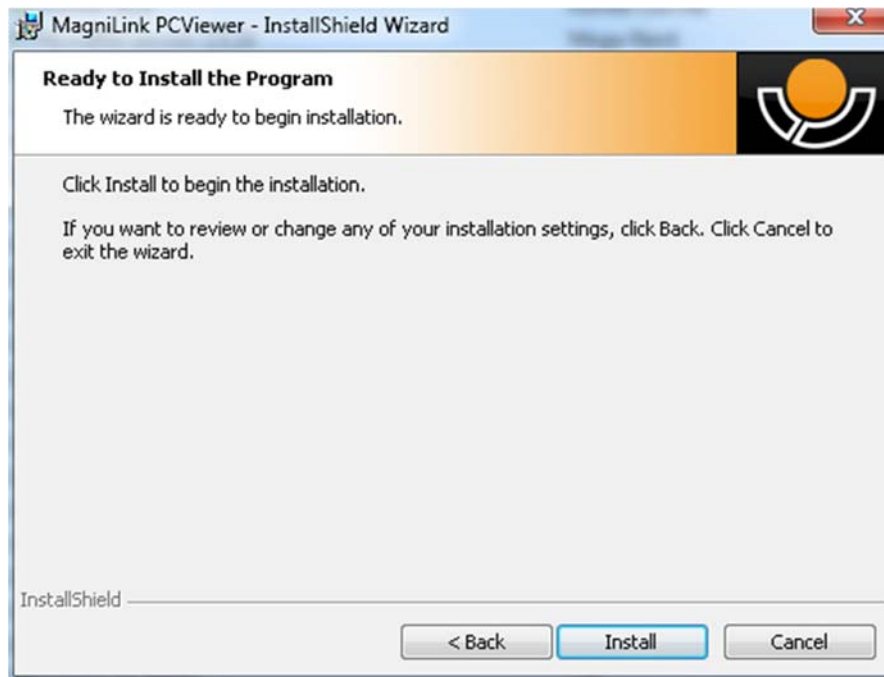 MagniLink PCViewer - InstallShield Wizard
Ready to Install the Program
The wizard is ready to begin installation.
Click Install to begin the installation.
If you want to review or change any of your installation settings, click Back. Click Cancel to
exit the wizard.
InstallShield
< Back
Install
Cancel